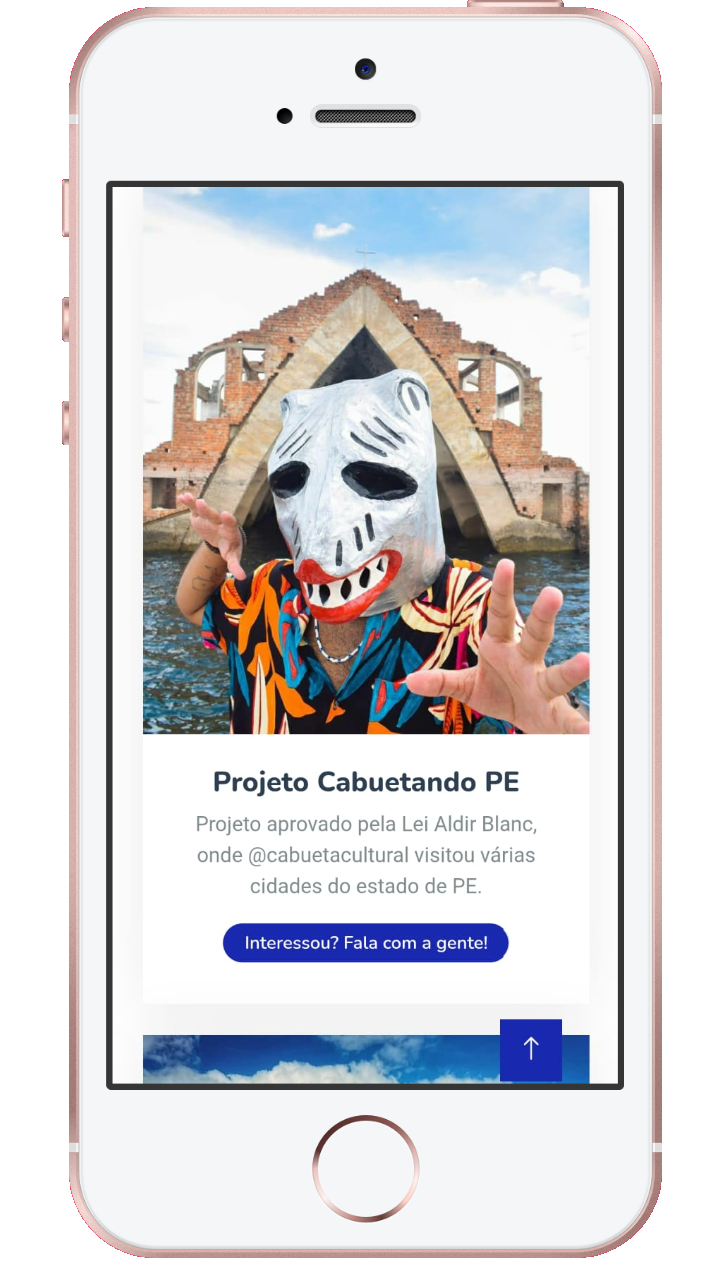 Projeto Cabuetando PE
Projeto aprovado pela Lei Aldir Blanc,
onde @cabuetacultural visitou várias
cidades do estado de PE.
Interessou? Fala com a gente!